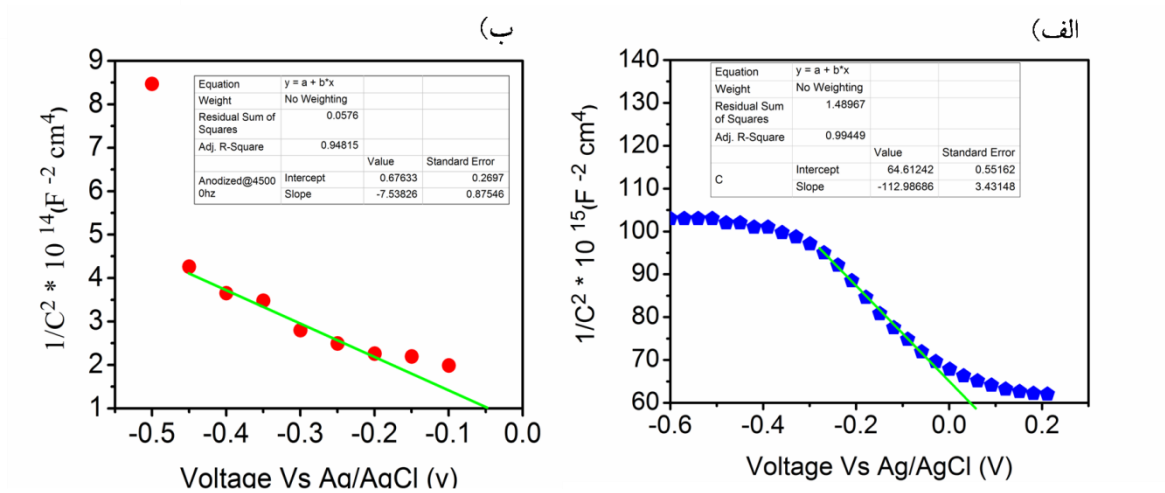 ب)
9
8
7
6
5
4
3
2
1
-0.5 -0.4 -0.3 -0.2 -0.1 0.0
1/C² * 10 ¹⁴(F ⁻² cm⁴)
Voltage Vs Ag/AgCl (v)
Equation y = a + b*x
Weight No Weighting
Residual Sum of Squares 0.0576
Adj. R-Square 0.94815
Value Standard Error
Anodized@4500 0hz Intercept 0.67633 0.2697
Slope -7.53826 0.87546
الف)
140
130
120
110
100
90
80
70
60
-0.6 -0.4 -0.2 0.0 0.2
1/C² * 10 ¹⁵(F ⁻² cm⁴)
Voltage Vs Ag/AgCl (V)
Equation y = a + b*x
Weight No Weighting
Residual Sum of Squares 1.48967
Adj. R-Square 0.99449
Value Standard Error
C Intercept 64.61242 0.55162
Slope -112.98686 3.43148